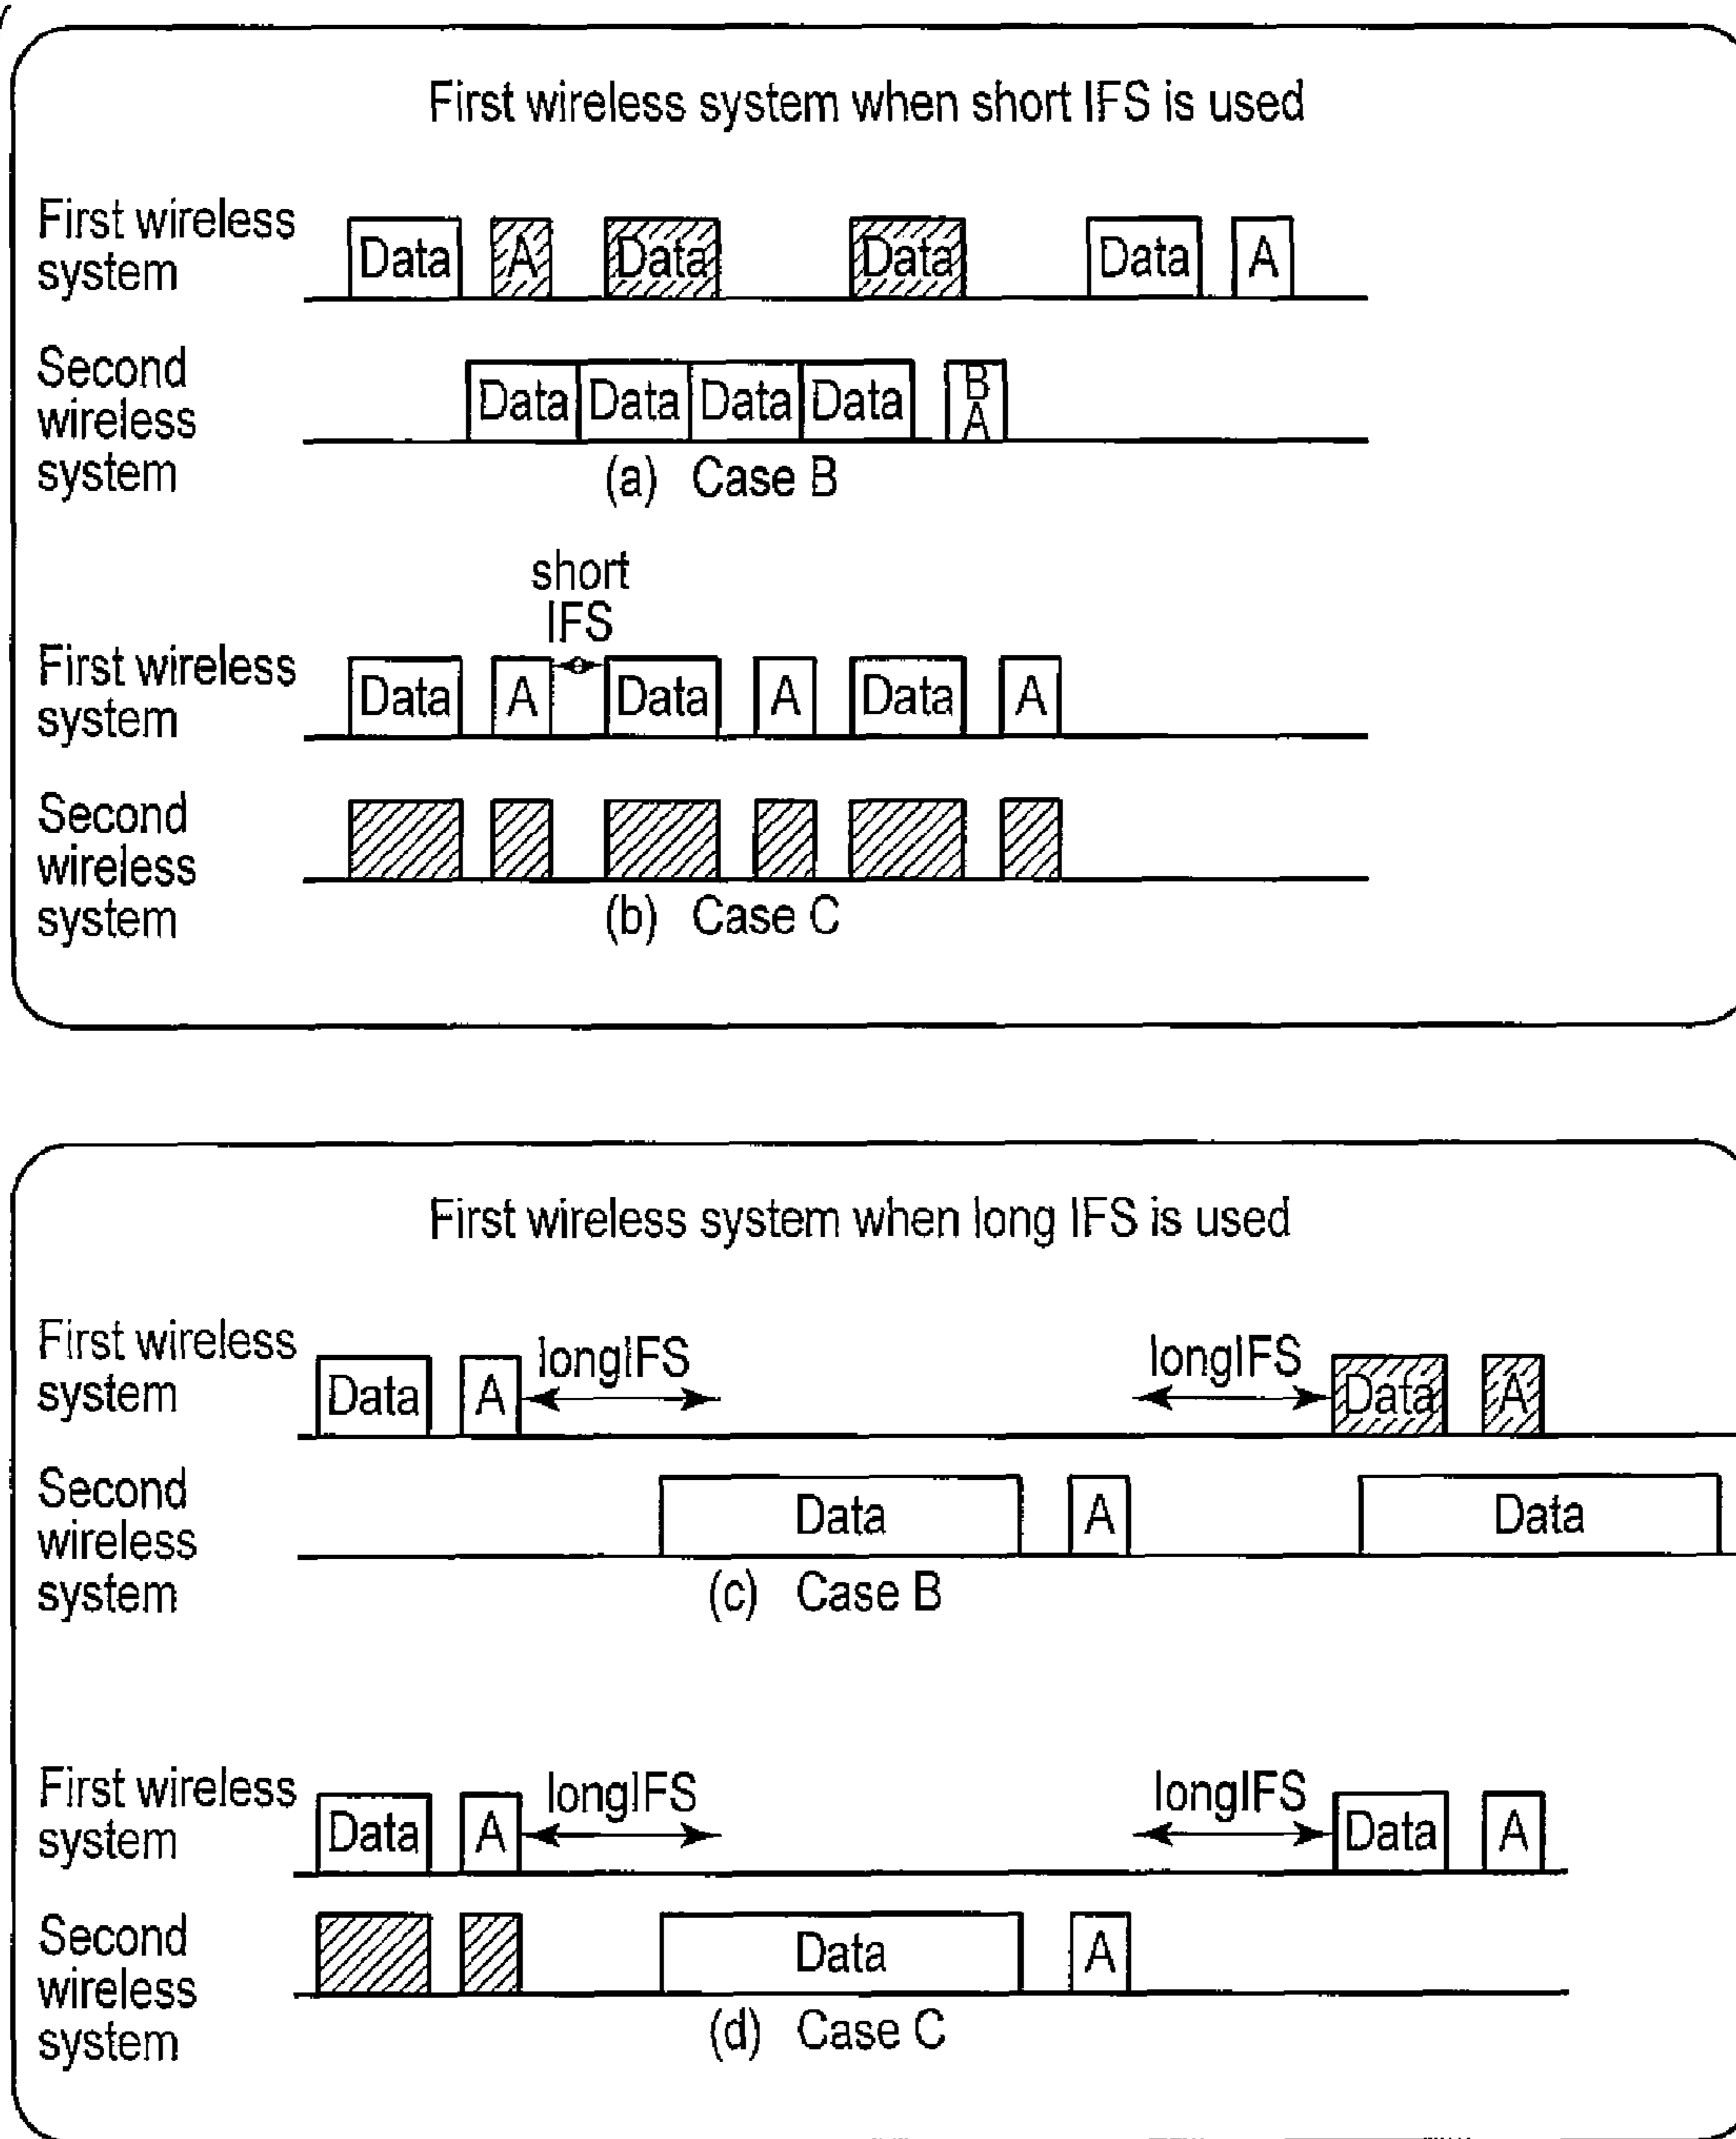 First wireless system when short IFS is used
First wireless
system
Data A Data Data Data A
Second
wireless
system
Data Data Data Data B
A
(a) Case B
short
IFS
First wireless
system
Data A Data A Data A
Second
wireless
system
(b) Case C
First wireless system when long IFS is used
First wireless
system
Data A longIFS longIFS Data A
Second
wireless
system
Data A Data
(c) Case B
First wireless
system
Data A longIFS longIFS Data A
Second
wireless
system
Data A
(d) Case C